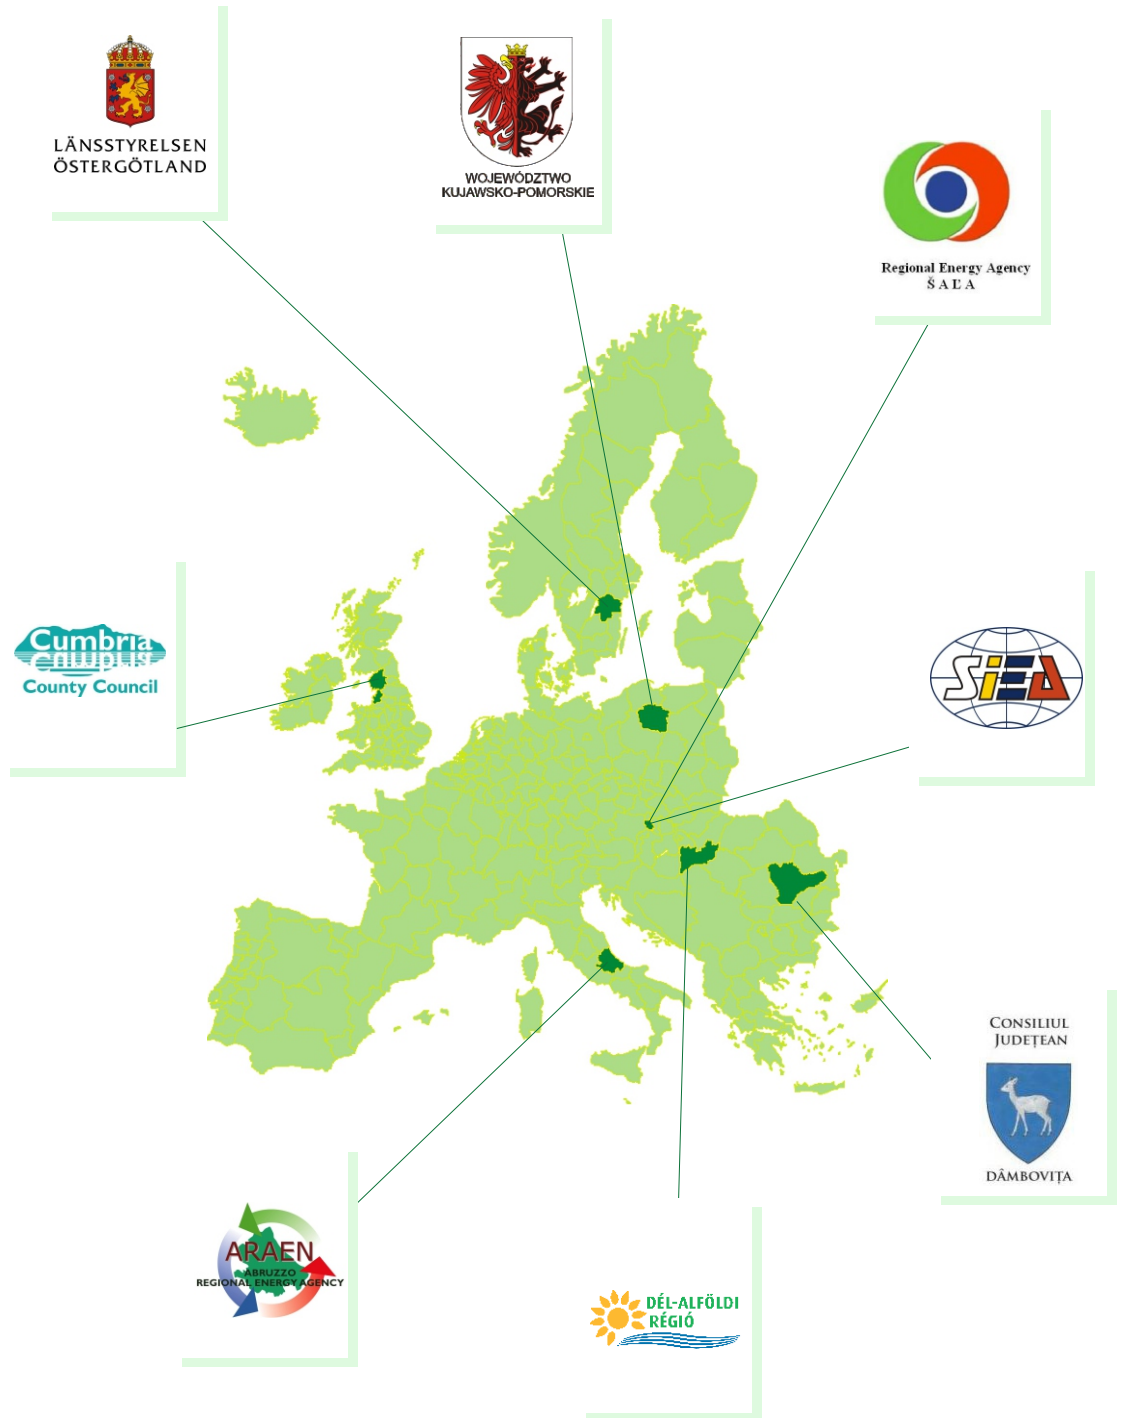 LÄNSSTYRELSEN
ÖSTERGÖTLAND
WOJEWÓDZTWO
KUJAWSKO-POMORSKIE
Regional Energy Agency
ŠAĽA
Cumbria
County Council
SiEA
CONSILIUL
JUDEȚEAN
DÂMBOVIȚA
ARAEN
ABRUZZO
REGIONAL ENERGY AGENCY
DÉL-ALFÖLDI
RÉGIÓ